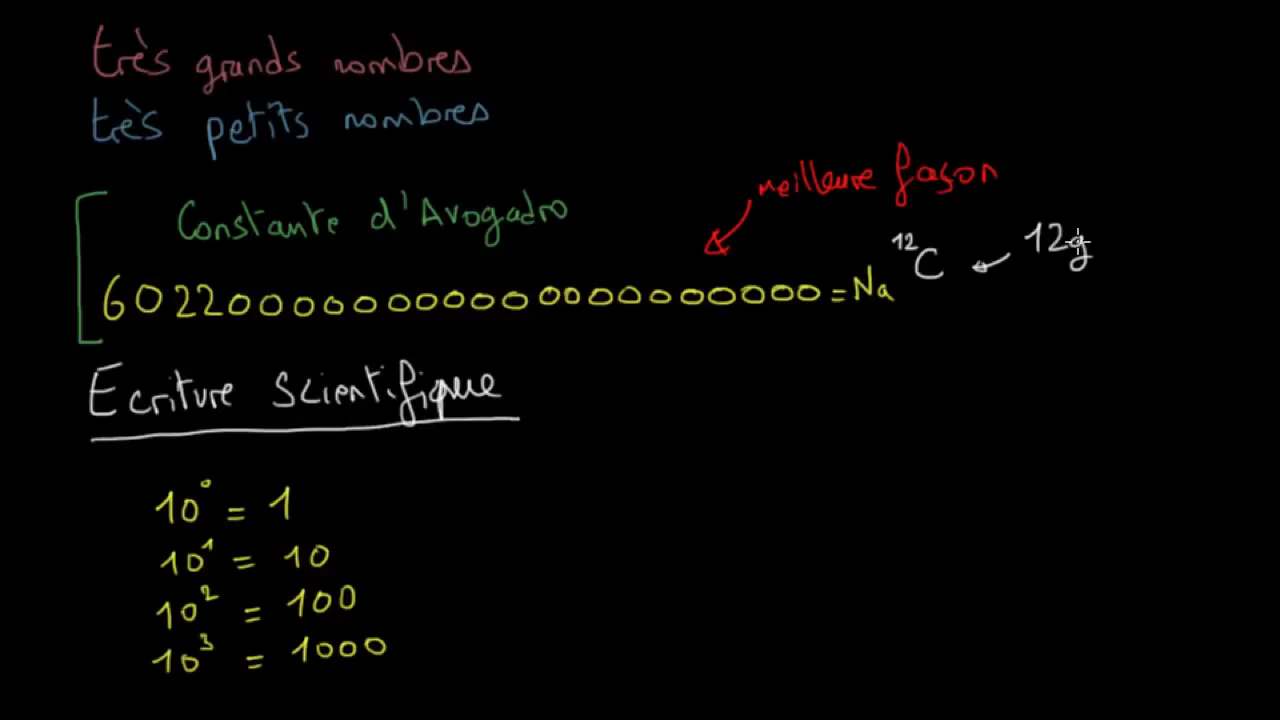 très grands nombres
très petits nombres
meilleure façon
Constante d'Avogadro
602200000000000000000000 = Na ¹²C 12g
Ecriture Scientifique
10⁰ = 1
10¹ = 10
10² = 100
10³ = 1000